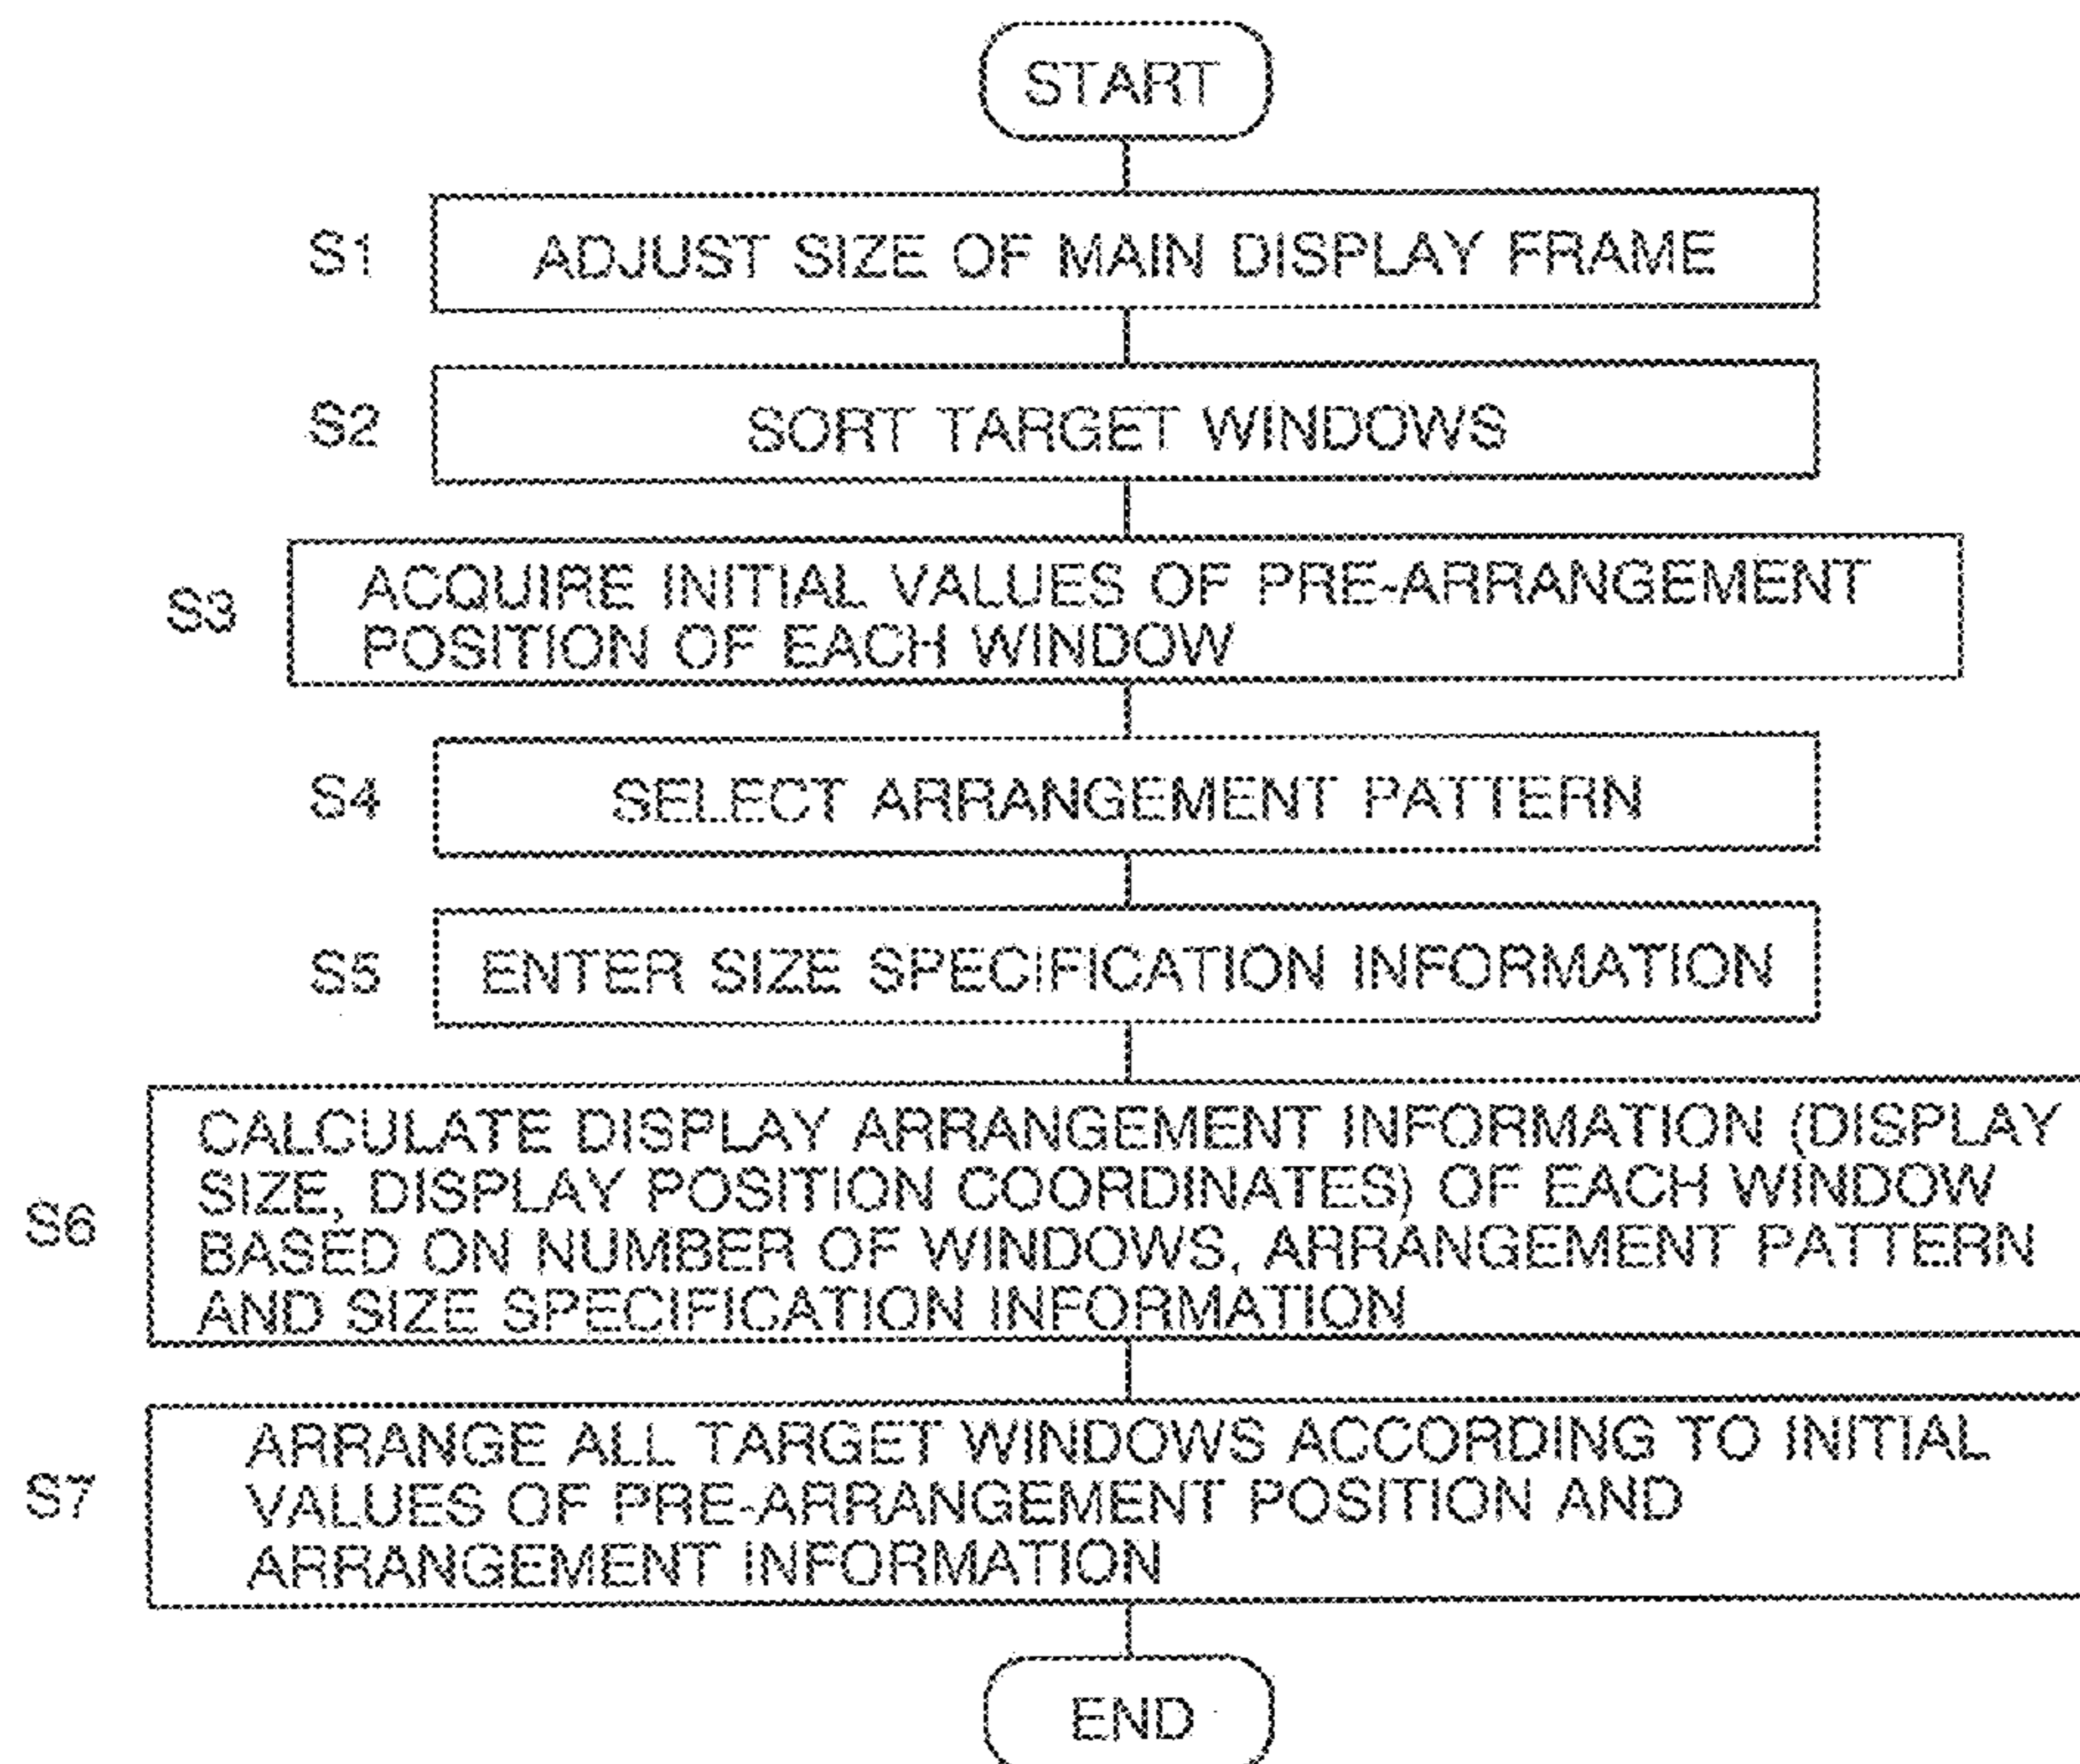 START
S1
ADJUST SIZE OF MAIN DISPLAY FRAME
S2
SORT TARGET WINDOWS
S3
ACQUIRE INITIAL VALUES OF PRE-ARRANGEMENT
POSITION OF EACH WINDOW
S4
SELECT ARRANGEMENT PATTERN
S5
ENTER SIZE SPECIFICATION INFORMATION
S6
CALCULATE DISPLAY ARRANGEMENT INFORMATION (DISPLAY
SIZE, DISPLAY POSITION COORDINATES) OF EACH WINDOW
BASED ON NUMBER OF WINDOWS, ARRANGEMENT PATTERN
AND SIZE SPECIFICATION INFORMATION
S7
ARRANGE ALL TARGET WINDOWS ACCORDING TO INITIAL
VALUES OF PRE-ARRANGEMENT POSITION AND
ARRANGEMENT INFORMATION
END